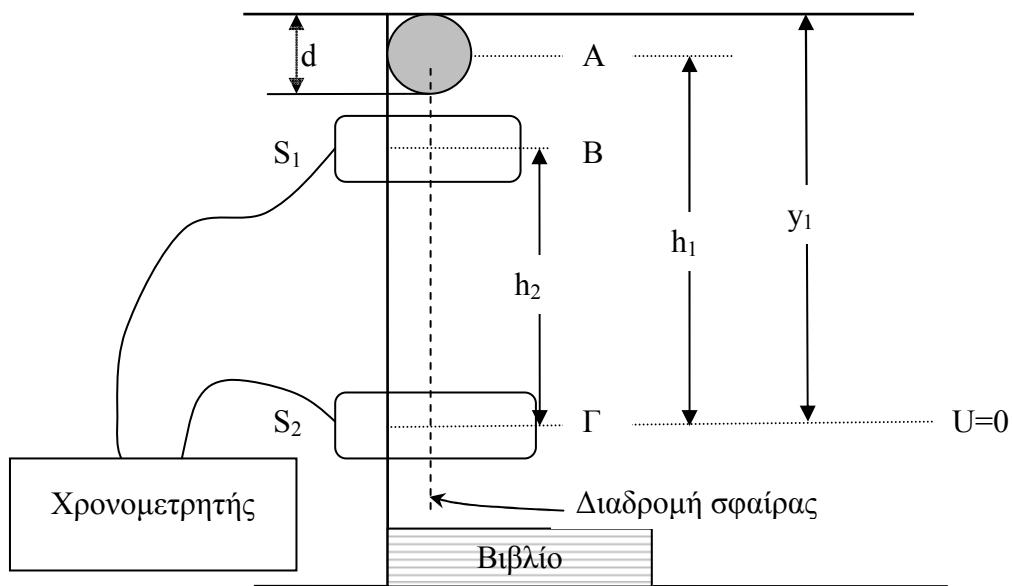 d
A
S₁
B
y₁
h₁
h₂
S₂
Γ
U=0
Χρονομετρητής
Διαδρομή σφαίρας
Βιβλίο